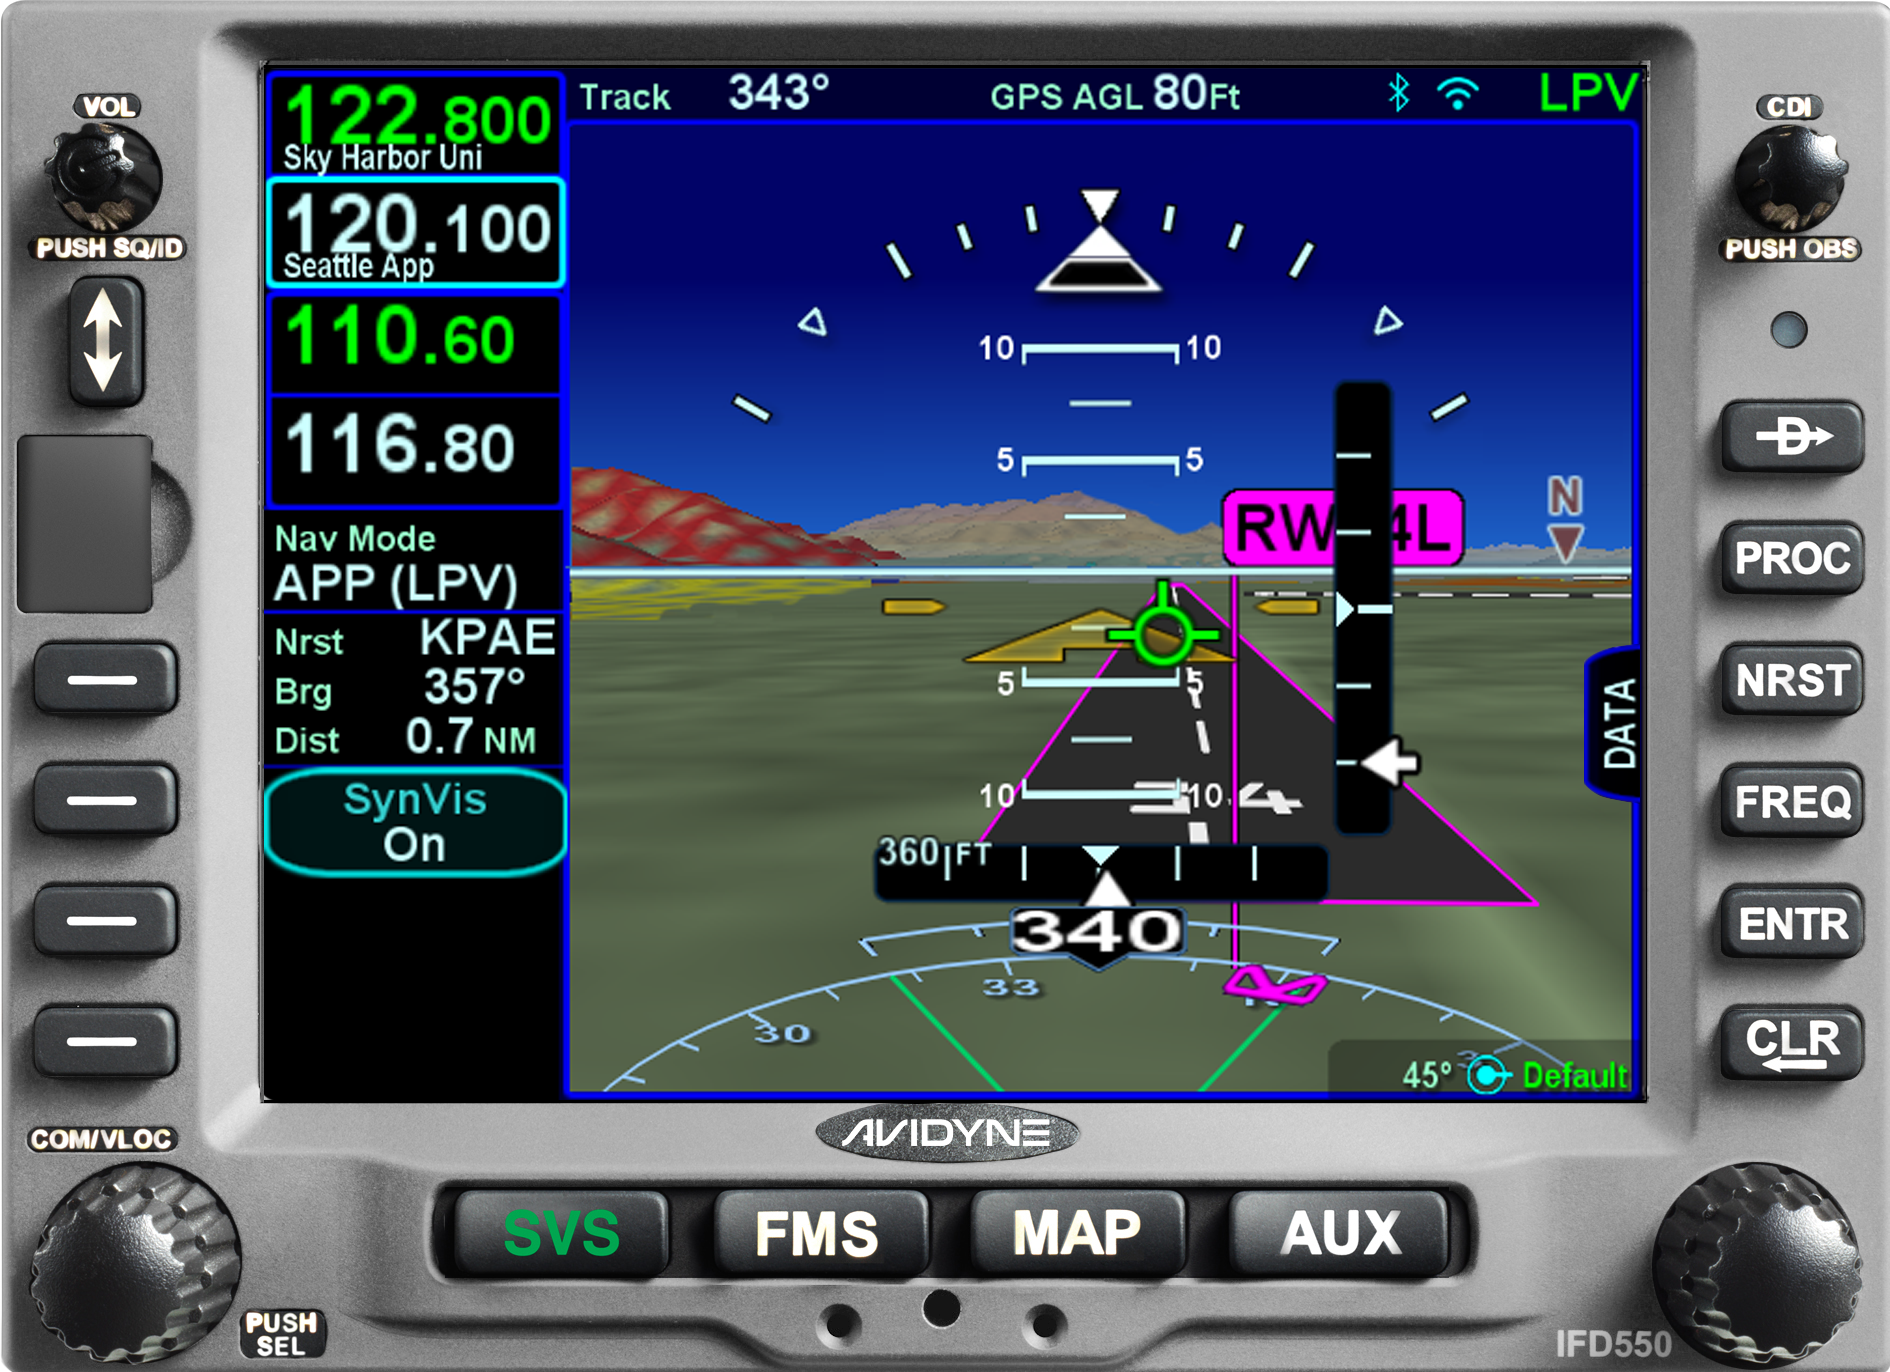 VOL
PUSH SQ/ID
COM/VLOC
PUSH
SEL
122.800
Sky Harbor Uni
120.100
Seattle App
110.60
116.80
Nav Mode
APP (LPV)
Nrst KPAE
Brg 357°
Dist 0.7 NM
SynVis
On
Track 343° GPS AGL 80Ft LPV
10 10
5 5
RW 4L
N
5 5
10 10
4
360 FT
340
33
30
45° Default
DATA
CDI
PUSH OBS
D
PROC
NRST
FREQ
ENTR
CLR
AVIDYNE
SVS FMS MAP AUX
IFD550